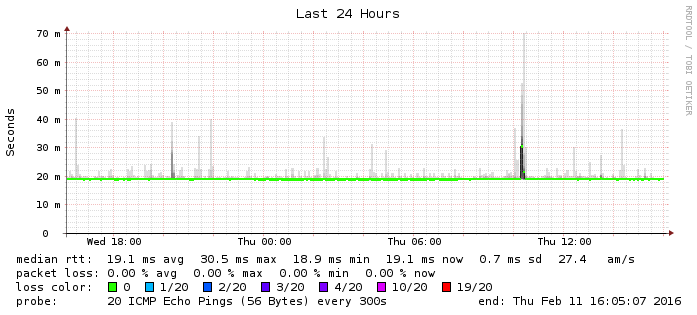 Last 24 Hours
RRDTOOL / TOBI OETIKER
Seconds
70 m
60 m
50 m
40 m
30 m
20 m
10 m
0
Wed 18:00 Thu 00:00 Thu 06:00 Thu 12:00
median rtt: 19.1 ms avg 30.5 ms max 18.9 ms min 19.1 ms now 0.7 ms sd 27.4 am/s
packet loss: 0.00 % avg 0.00 % max 0.00 % min 0.00 % now
loss color: 0 1/20 2/20 3/20 4/20 10/20 19/20
probe: 20 ICMP Echo Pings (56 Bytes) every 300s end: Thu Feb 11 16:05:07 2016